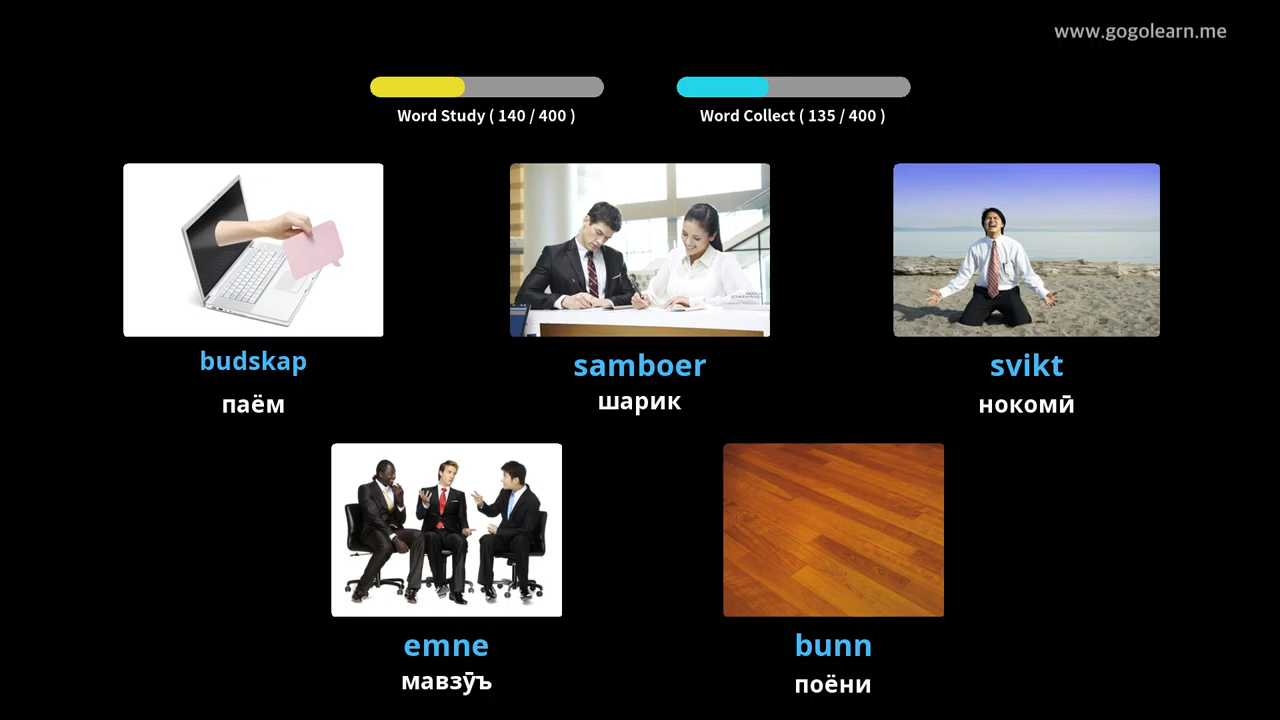 www.gogolearn.me
Word Study ( 140 / 400 )
Word Collect ( 135 / 400 )
budskap
samboer
svikt
паём
шарик
нокомӣ
emne
bunn
мавзӯъ
поёни